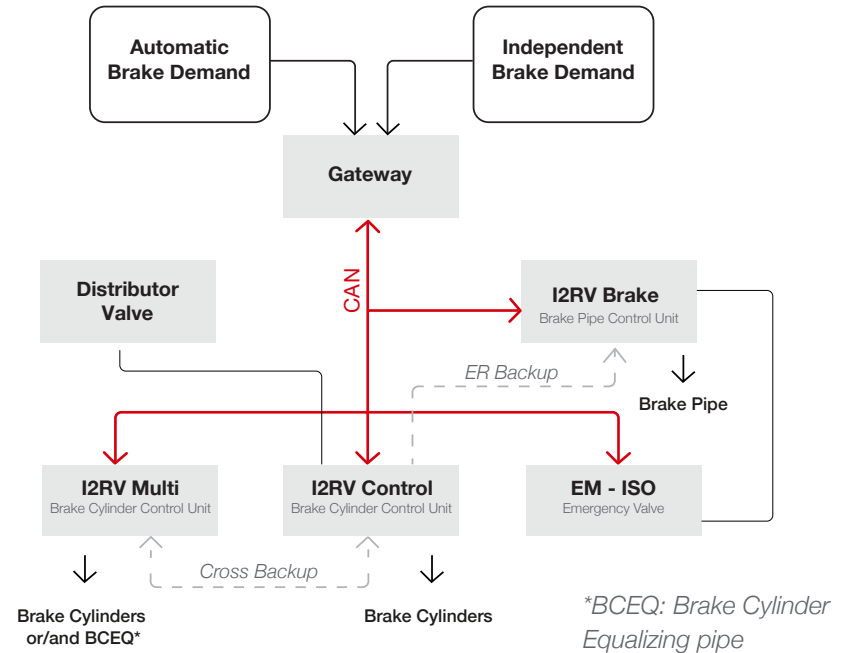 Automatic
Brake Demand
Independent
Brake Demand
Gateway
CAN
Distributor
Valve
I2RV Brake
Brake Pipe Control Unit
ER Backup
Brake Pipe
I2RV Multi
Brake Cylinder Control Unit
I2RV Control
Brake Cylinder Control Unit
EM - ISO
Emergency Valve
Cross Backup
Brake Cylinders
or/and BCEQ*
Brake Cylinders
*BCEQ: Brake Cylinder
Equalizing pipe